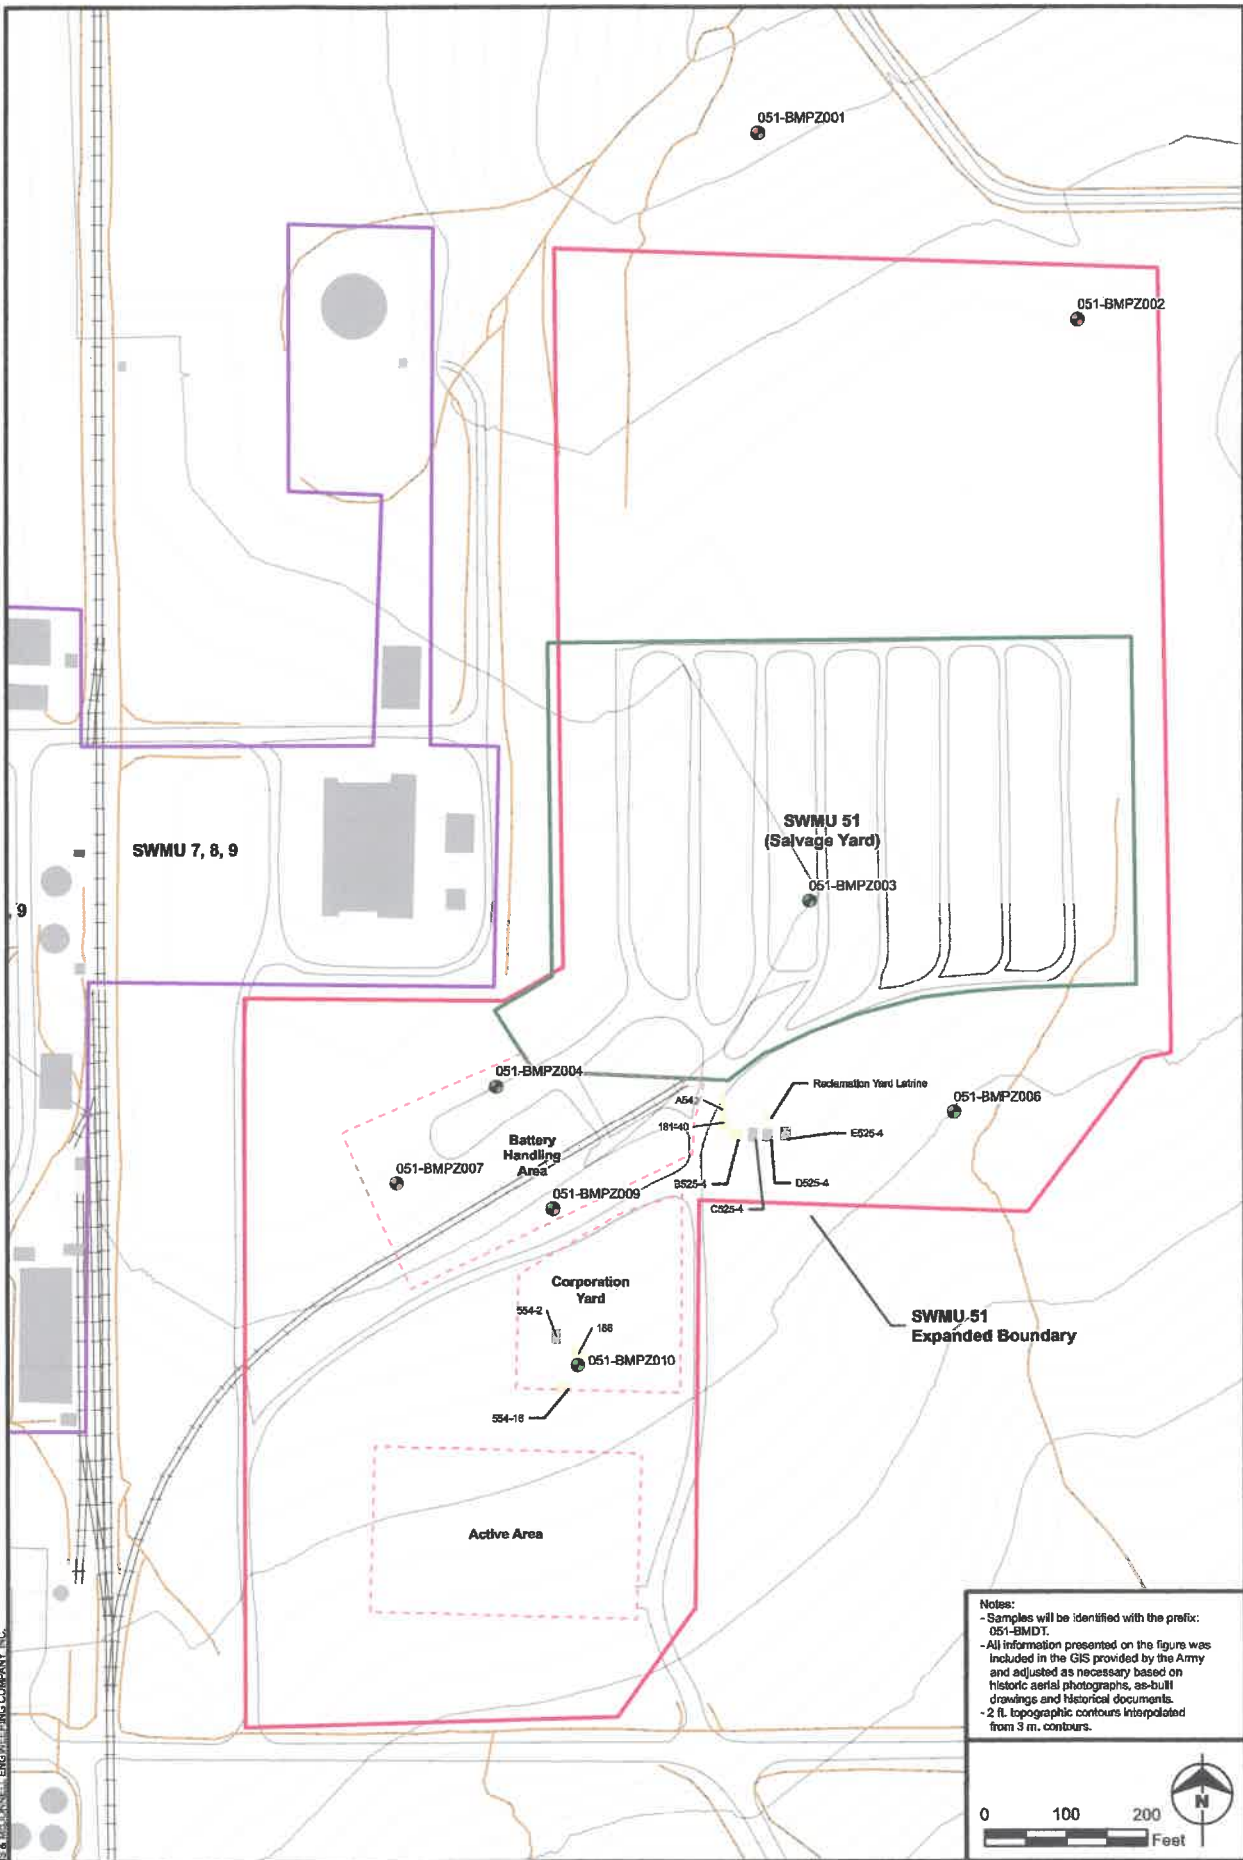 051-BMPZ001
051-BMPZ002
SWMU 51
(Salvage Yard)
051-BMPZ003
SWMU 7, 8, 9
, 9
051-BMPZ004
Reclamation Yard Latrine
A542
181-40
051-BMPZ006
E525-4
Battery
Handling
Area
051-BMPZ007
B525-4
D525-4
051-BMPZ009
C525-4
Corporation
Yard
554-2
186
SWMU 51
Expanded Boundary
051-BMPZ010
554-16
Active Area
Notes:
- Samples will be identified with the prefix:
051-BMDT.
- All information presented on the figure was
included in the GIS provided by the Army
and adjusted as necessary based on
historic aerial photographs, as-built
drawings and historical documents.
- 2 ft. topographic contours interpolated
from 3 m. contours.
N
0 100 200
Feet
ENGINEERING COMPANY INC.